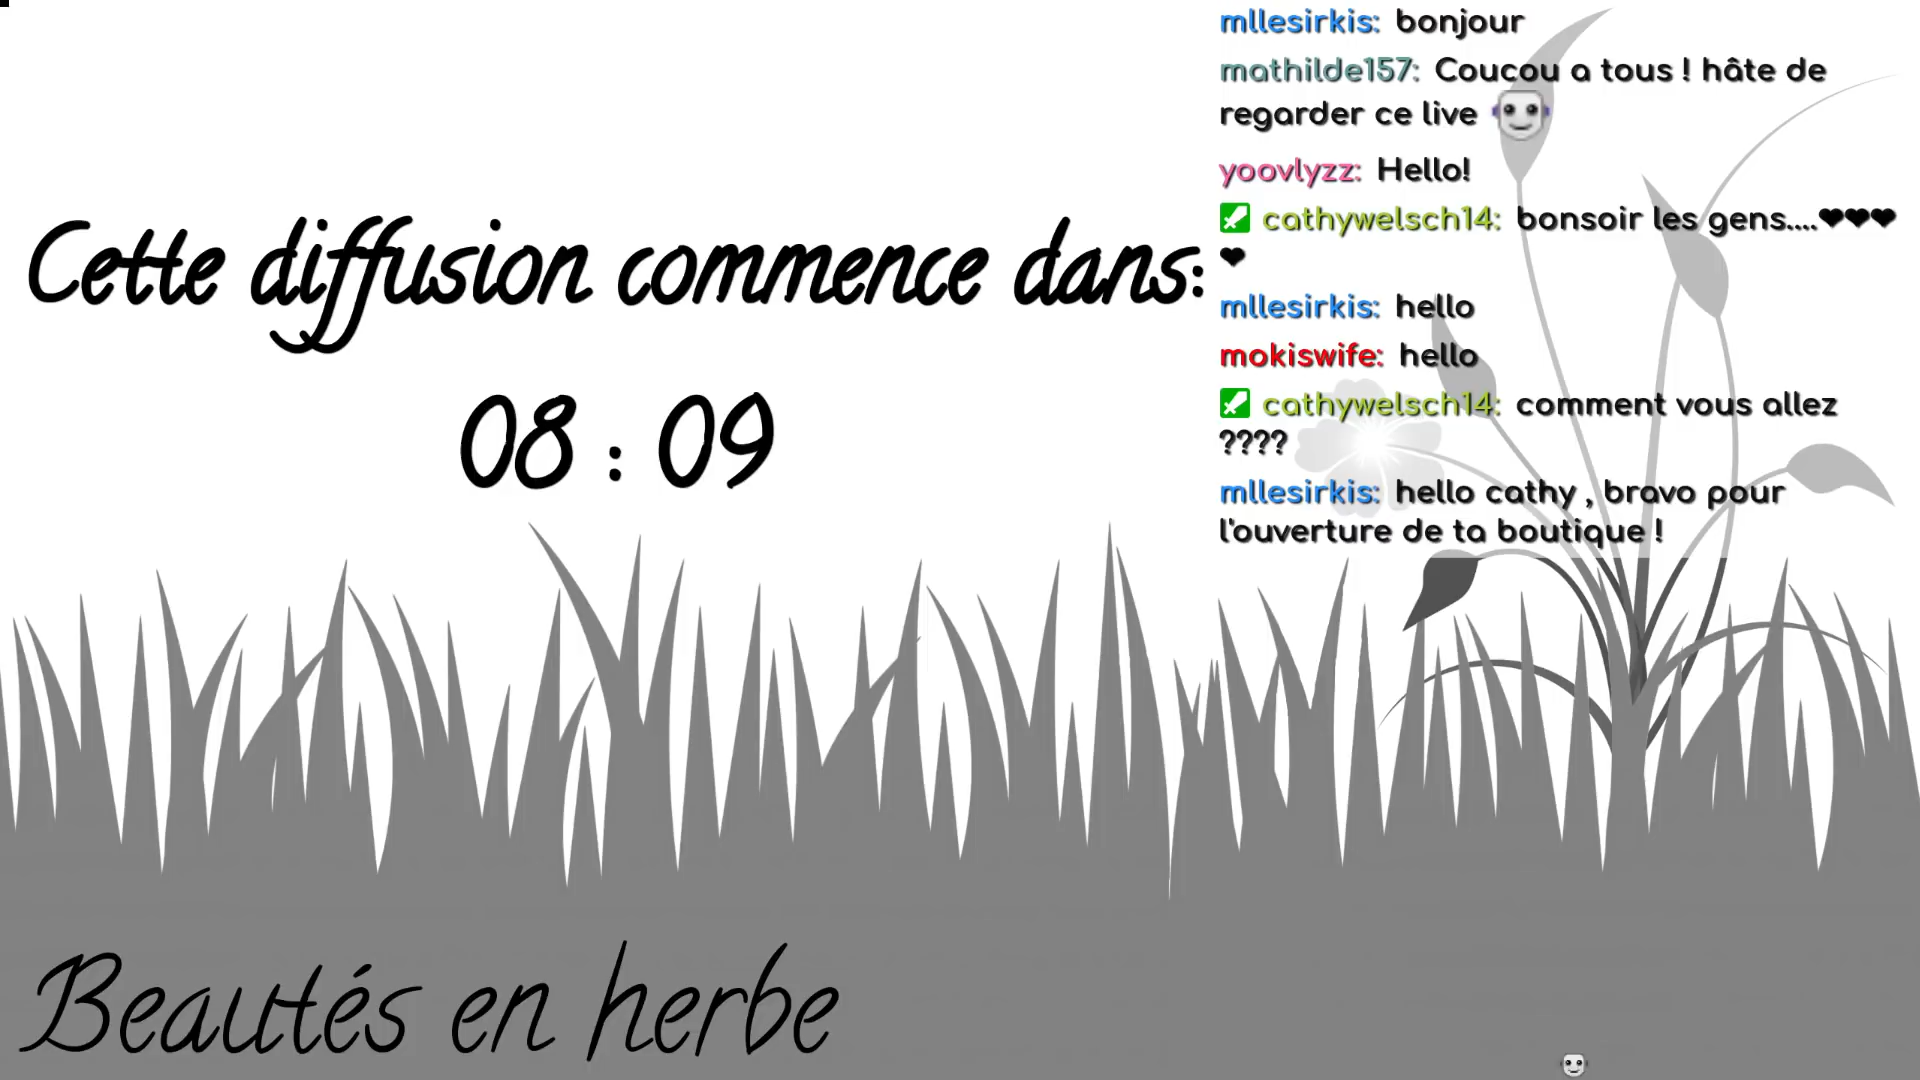 Cette diffusion commence dans:
08 : 09
mllesirkis: bonjour
mathilde157: Coucou a tous ! hâte de
regarder ce live
yoovlyzz: Hello!
cathywelsch14: bonsoir les gens....❤❤❤
❤
mllesirkis: hello
mokiswife: hello
cathywelsch14: comment vous allez
????
mllesirkis: hello cathy , bravo pour
l'ouverture de ta boutique !
Beautés en herbe